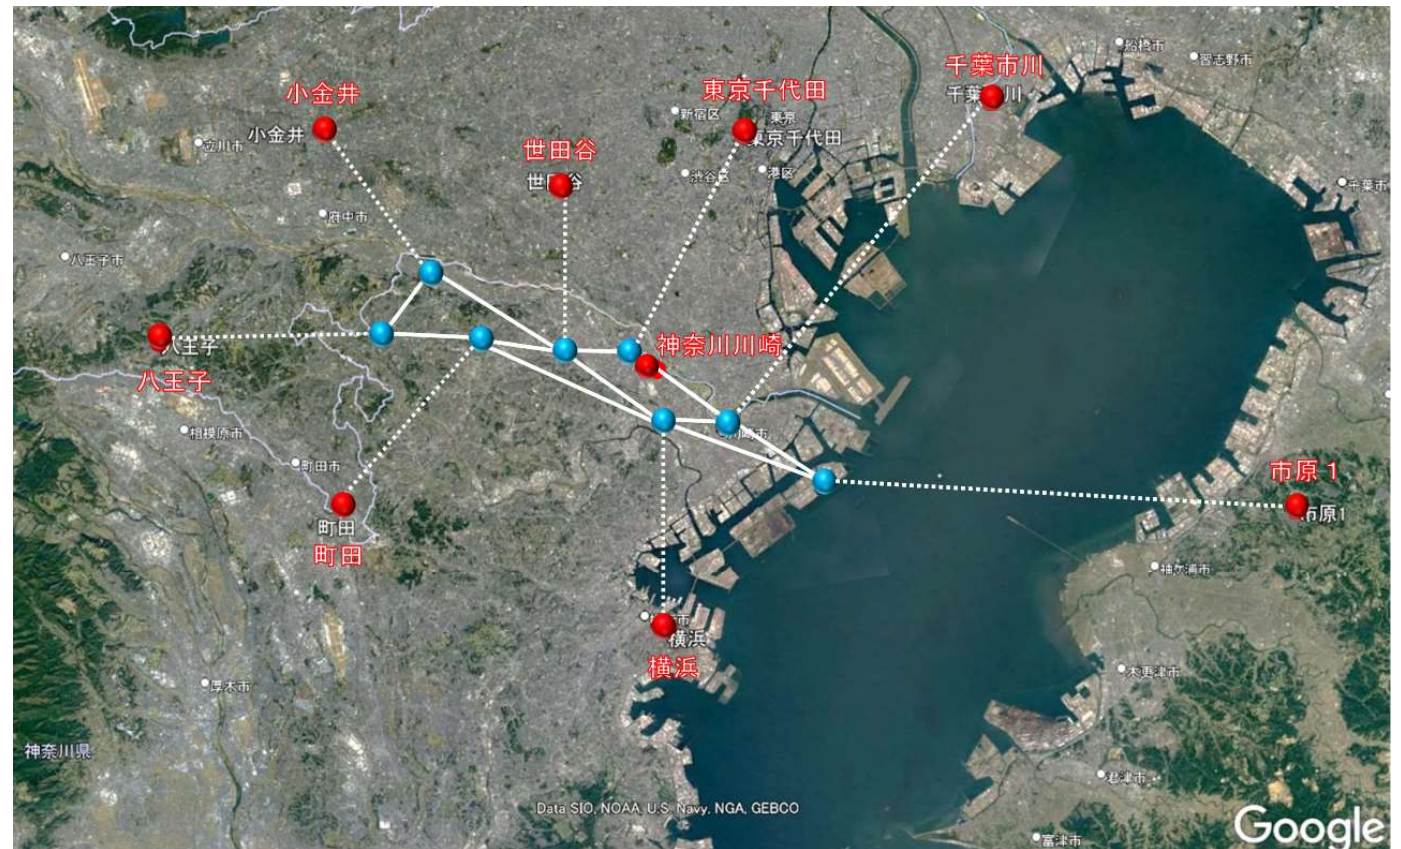 船橋市
習志野市
千葉市川
千葉 川
小金井
小金井
立川市
東京千代田
新宿区
東京
東京千代田
世田谷
世 谷
渋谷区
港区
千葉市
府中市
八王子市
神奈川川崎
八王子
八王子
川崎市
相模原市
町田市
市原1
市原1
町田
町田
袖ケ浦市
横浜
横浜
木更津市
厚木市
神奈川県
君津市
Data SIO, NOAA, U.S. Navy, NGA, GEBCO
Google
富津市